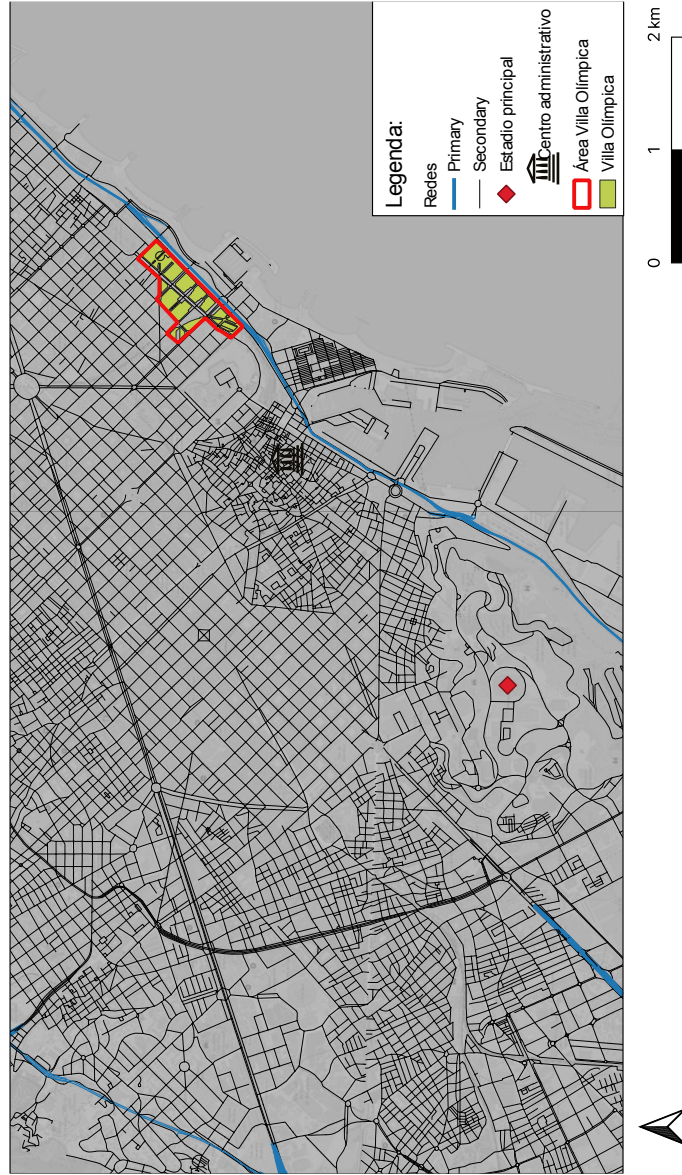 Legenda:
Redes
Primary
Secondary
Estadio principal
Centro administrativo
Área Villa Olímpica
Villa Olímpica
0 1 2 km